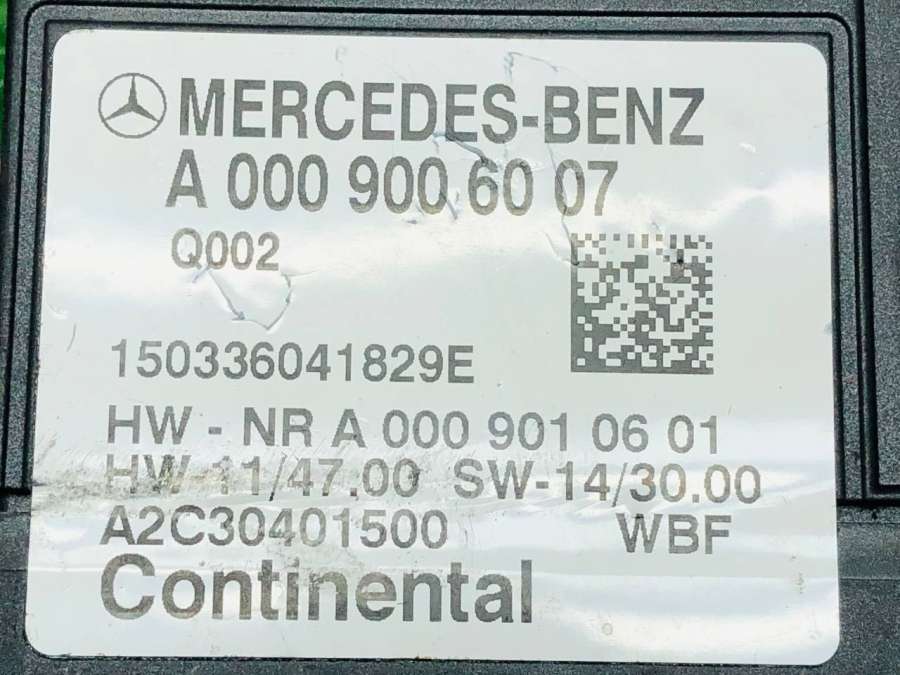 MERCEDES-BENZ
A 000 900 60 07
Q002
150336041829E
HW - NR A 000 901 06 01
HW-11/47.00 SW-14/30.00
A2C30401500 WBF
Continental